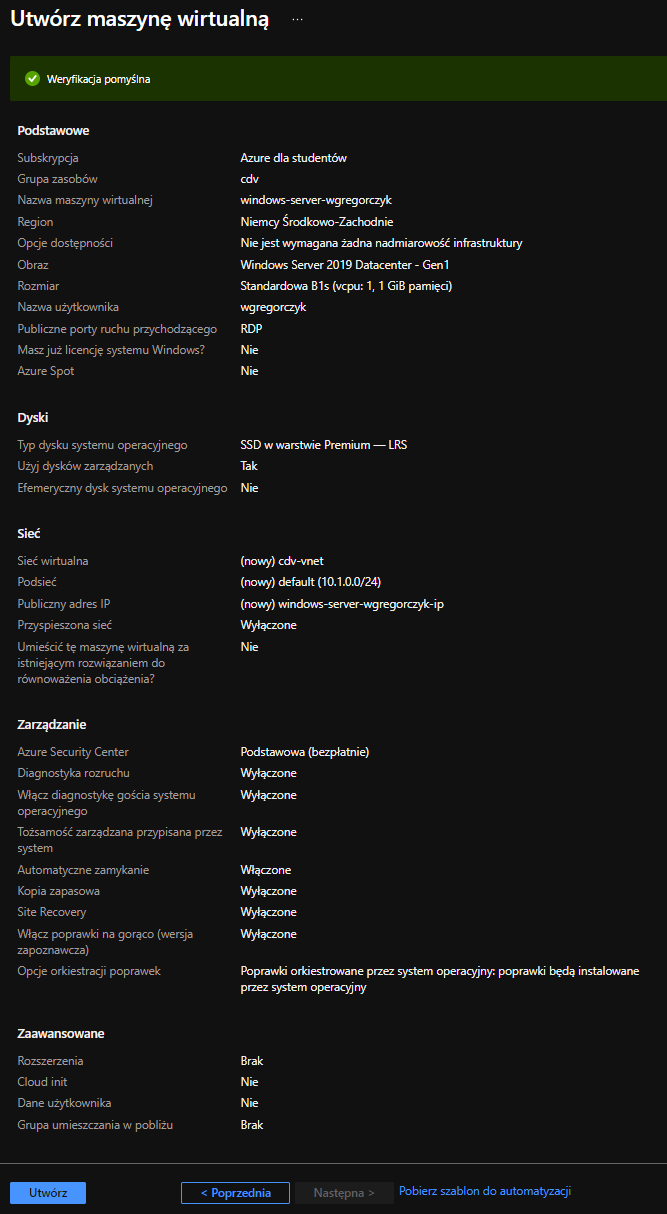 Utwórz maszynę wirtualną ...
Weryfikacja pomyślna
Podstawowe
Subskrypcja Azure dla studentów
Grupa zasobów cdv
Nazwa maszyny wirtualnej windows-server-wgregorczyk
Region Niemcy Środkowo-Zachodnie
Opcje dostępności Nie jest wymagana żadna nadmiarowość infrastruktury
Obraz Windows Server 2019 Datacenter - Gen1
Rozmiar Standardowa B1s (vcpu: 1, 1 GiB pamięci)
Nazwa użytkownika wgregorczyk
Publiczne porty ruchu przychodzącego RDP
Masz już licencję systemu Windows? Nie
Azure Spot Nie
Dyski
Typ dysku systemu operacyjnego SSD w warstwie Premium — LRS
Użyj dysków zarządzanych Tak
Efemeryczny dysk systemu operacyjnego Nie
Sieć
Sieć wirtualna (nowy) cdv-vnet
Podsieć (nowy) default (10.1.0.0/24)
Publiczny adres IP (nowy) windows-server-wgregorczyk-ip
Przyspieszona sieć Wyłączone
Umieścić tę maszynę wirtualną za Nie
istniejącym rozwiązaniem do
równoważenia obciążenia?
Zarządzanie
Azure Security Center Podstawowa (bezpłatnie)
Diagnostyka rozruchu Wyłączone
Włącz diagnostykę gościa systemu Wyłączone
operacyjnego
Tożsamość zarządzana przypisana przez Wyłączone
system
Automatyczne zamykanie Włączone
Kopia zapasowa Wyłączone
Site Recovery Wyłączone
Włącz poprawki na gorąco (wersja Wyłączone
zapoznawcza)
Opcje orkiestracji poprawek Poprawki orkiestrowane przez system operacyjny: poprawki będą instalowane
przez system operacyjny
Zaawansowane
Rozszerzenia Brak
Cloud init Nie
Dane użytkownika Nie
Grupa umieszczania w pobliżu Brak
Utwórz < Poprzednia Następna > Pobierz szablon do automatyzacji